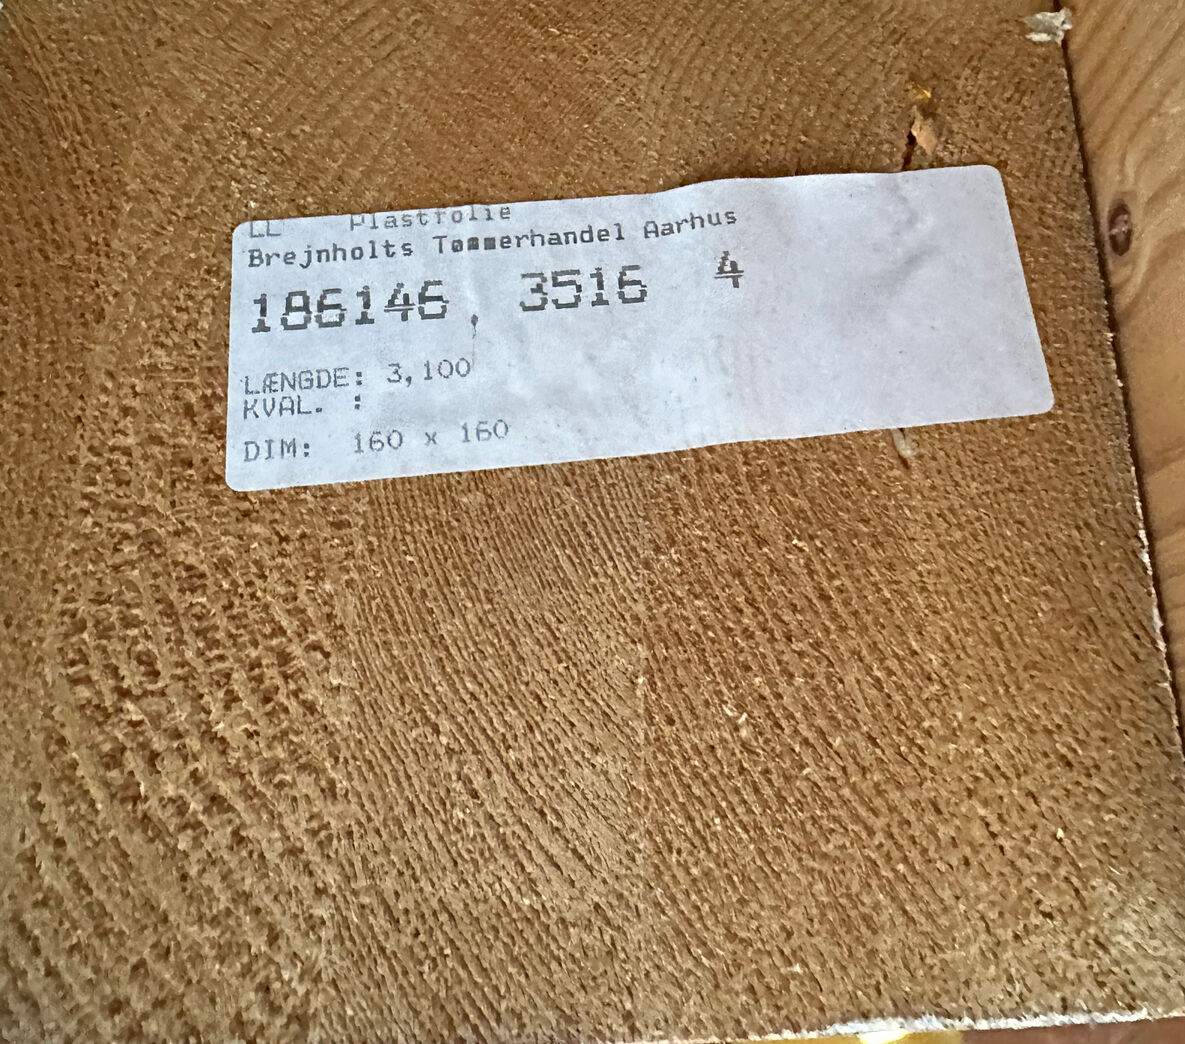 LL Plastfolie
Brejnholts Tømmerhandel Aarhus
186146, 3516 4
LÆNGDE: 3,100
KVAL. :
DIM: 160 x 160